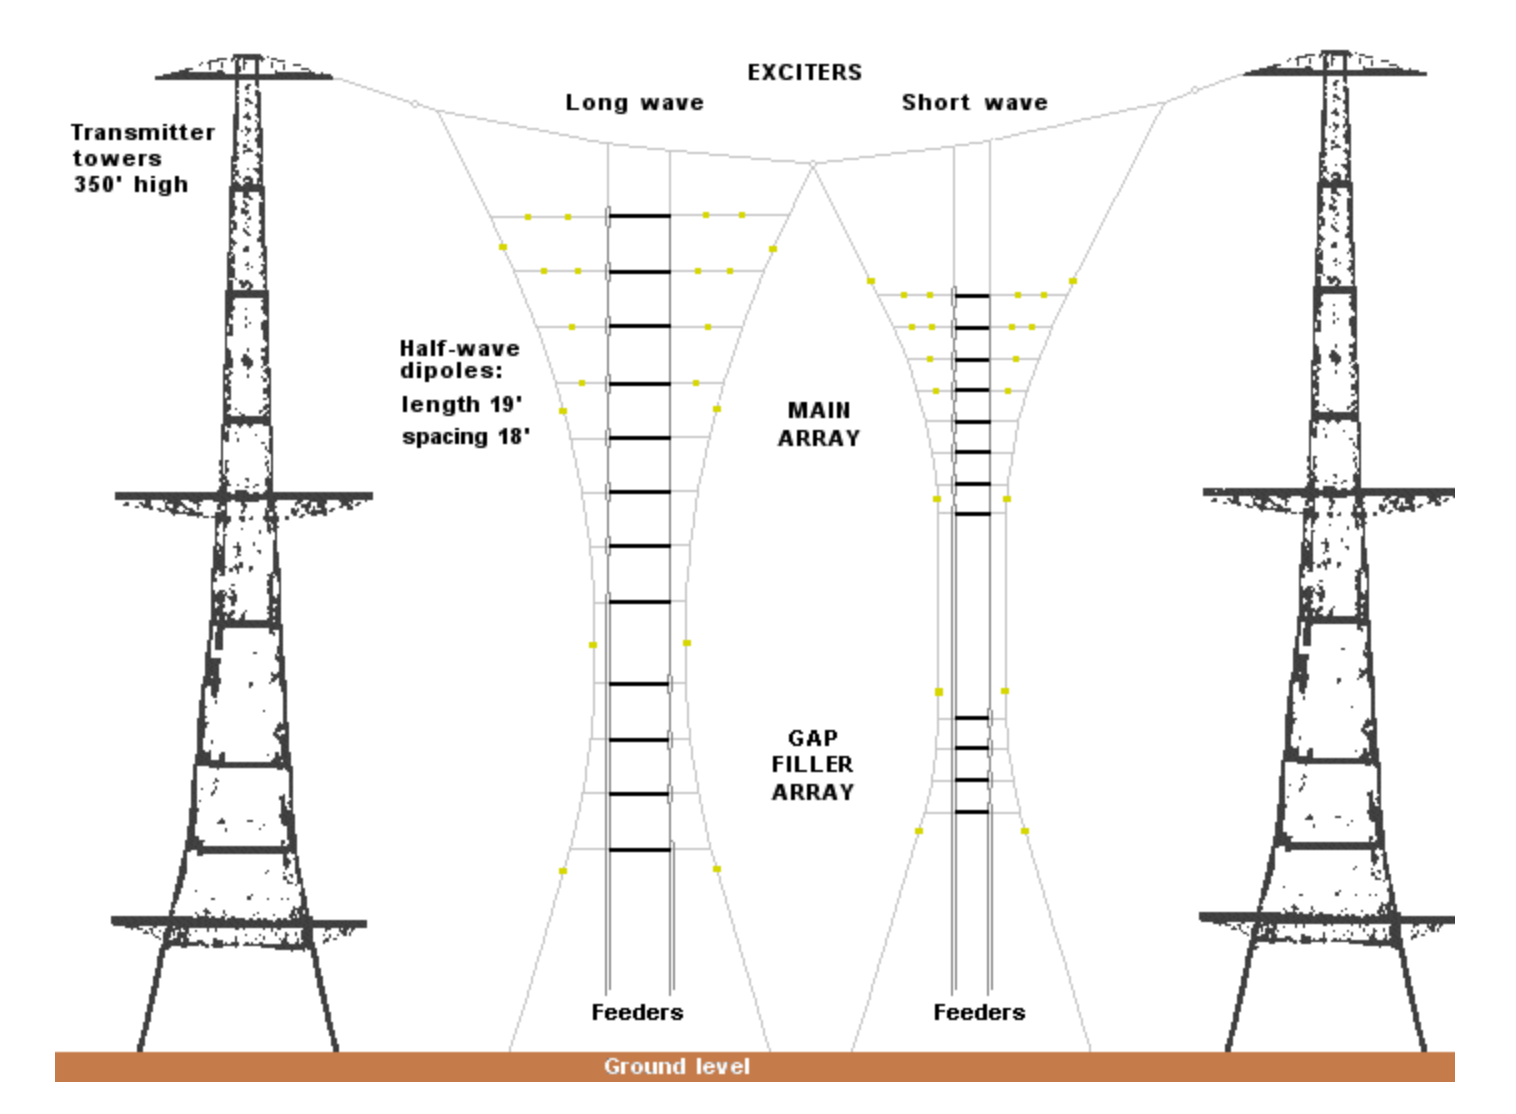 EXCITERS
Long wave
Short wave
Transmitter
towers
350' high
Half-wave
dipoles:
length 19'
spacing 18'
MAIN
ARRAY
GAP
FILLER
ARRAY
Feeders
Feeders
Ground level